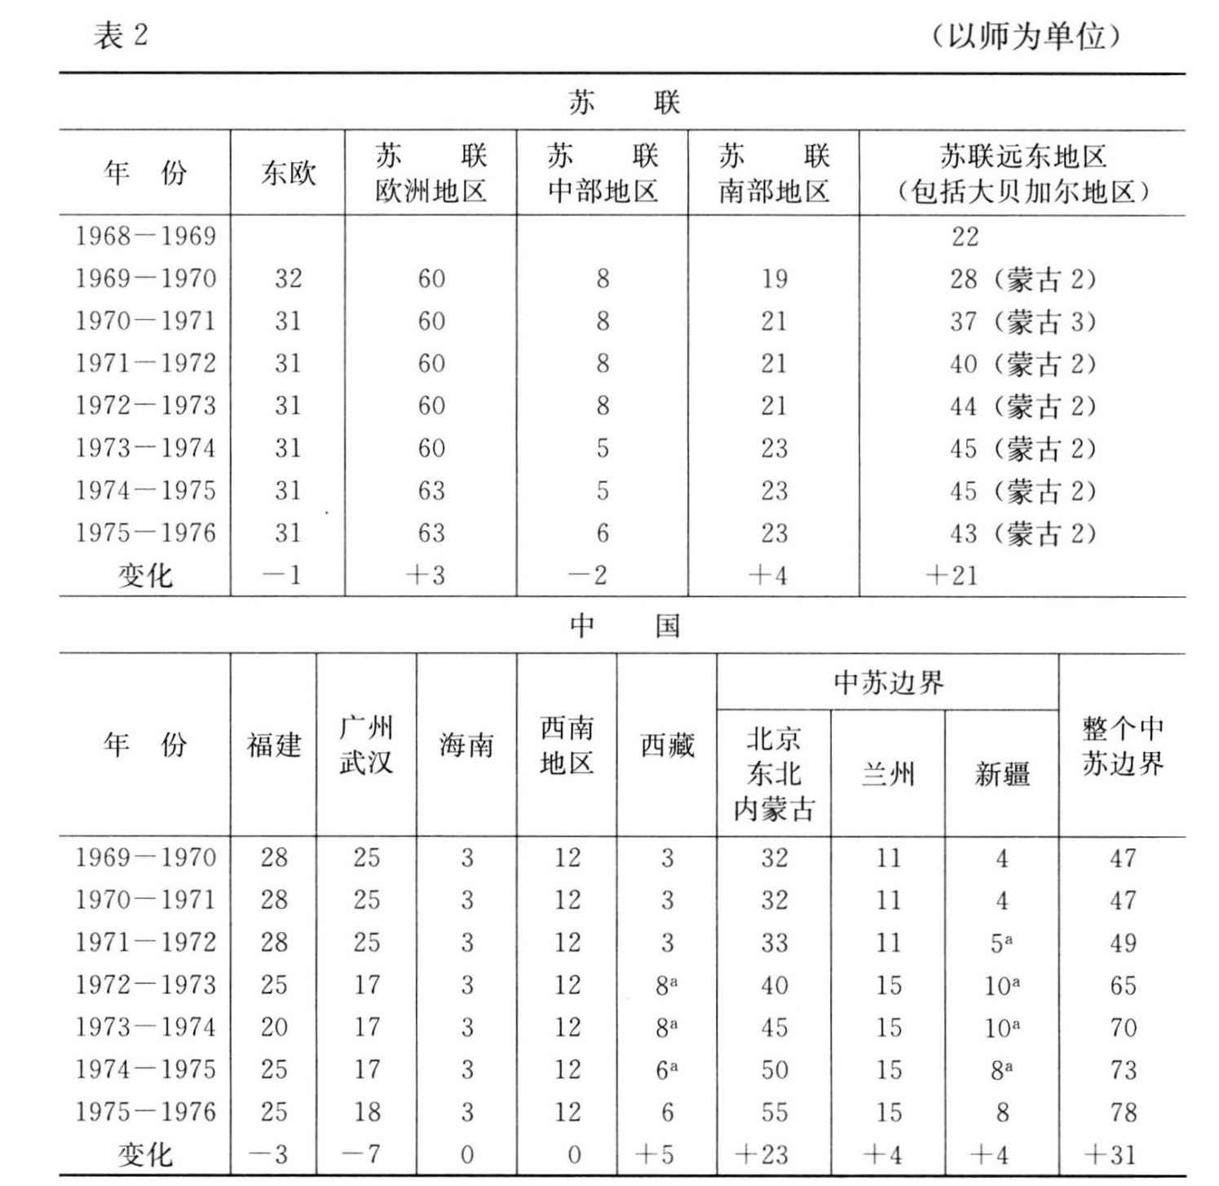 表2 （以师为单位）
苏 联
年 份 东欧 苏 联 欧洲地区 苏 联 中部地区 苏 联 南部地区 苏联远东地区（包括大贝加尔地区）
1968—1969 22
1969—1970 32 60 8 19 28（蒙古2）
1970—1971 31 60 8 21 37（蒙古3）
1971—1972 31 60 8 21 40（蒙古2）
1972—1973 31 60 8 21 44（蒙古2）
1973—1974 31 60 5 23 45（蒙古2）
1974—1975 31 63 5 23 45（蒙古2）
1975—1976 31 63 6 23 43（蒙古2）
变化 —1 +3 —2 +4 +21
中 国
年 份 福建 广州武汉 海南 西南地区 西藏 中苏边界 北京东北内蒙古 兰州 新疆 整个中苏边界
1969—1970 28 25 3 12 3 32 11 4 47
1970—1971 28 25 3 12 3 32 11 4 47
1971—1972 28 25 3 12 3 33 11 5ᵃ 49
1972—1973 25 17 3 12 8ᵃ 40 15 10ᵃ 65
1973—1974 20 17 3 12 8ᵃ 45 15 10ᵃ 70
1974—1975 25 17 3 12 6ᵃ 50 15 8ᵃ 73
1975—1976 25 18 3 12 6 55 15 8 78
变化 —3 —7 0 0 +5 +23 +4 +4 +31